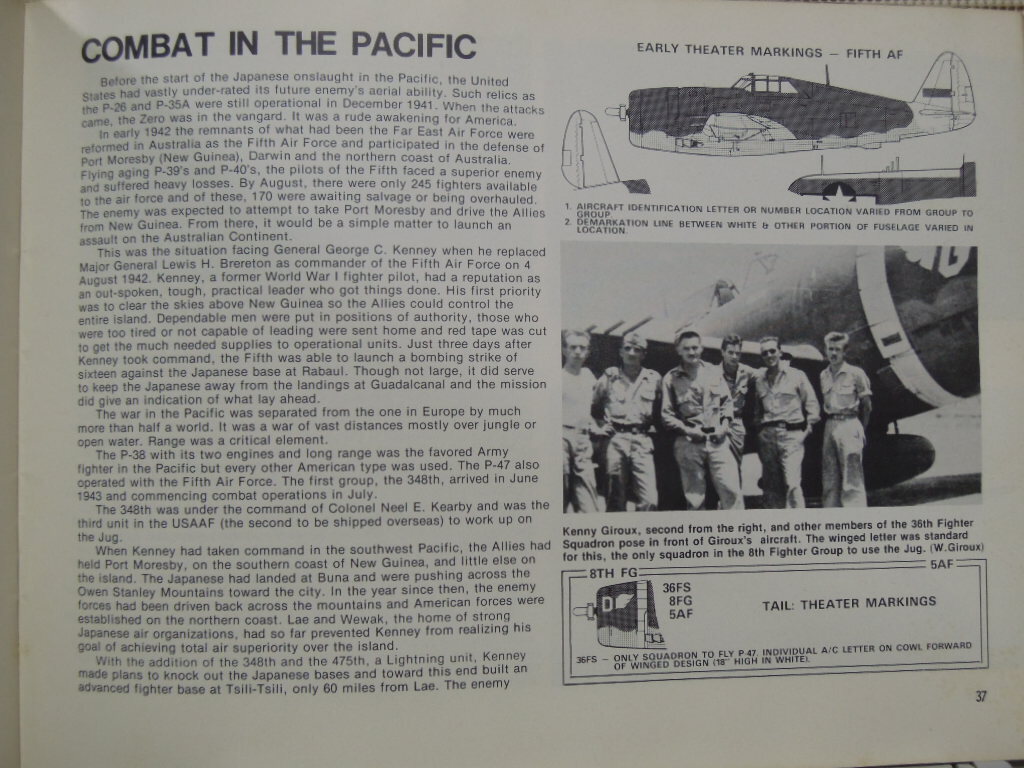 COMBAT IN THE PACIFIC
Before the start of the Japanese onslaught in the Pacific, the United
States had vastly under-rated its future enemy's aerial ability. Such relics as
the P-26 and P-35A were still operational in December 1941. When the attacks
came, the Zero was in the vanguard. It was a rude awakening for America.
In early 1942 the remnants of what had been the Far East Air Force were
reformed in Australia as the Fifth Air Force and participated in the defense of
Port Moresby (New Guinea), Darwin and the northern coast of Australia.
Flying aging P-39's and P-40's, the pilots of the Fifth faced a superior enemy
and suffered heavy losses. By August, there were only 245 fighters available
to the air force and of these, 170 were awaiting salvage or being overhauled.
The enemy was expected to attempt to take Port Moresby and drive the Allies
from New Guinea. From there, it would be a simple matter to launch an
assault on the Australian Continent.
This was the situation facing General George C. Kenney when he replaced
Major General Lewis H. Brereton as commander of the Fifth Air Force on 4
August 1942. Kenney, a former World War I fighter pilot, had a reputation as
an out-spoken, tough, practical leader who got things done. His first priority
was to clear the skies above New Guinea so the Allies could control the
entire island. Dependable men were put in positions of authority, those who
were too tired or not capable of leading were sent home and red tape was cut
to get the much needed supplies to operational units. Just three days after
Kenney took command, the Fifth was able to launch a bombing strike of
sixteen against the Japanese base at Rabaul. Though not large, it did serve
to keep the Japanese away from the landings at Guadalcanal and the mission
did give an indication of what lay ahead.
The war in the Pacific was separated from the one in Europe by much
more than half a world. It was a war of vast distances mostly over jungle or
open water. Range was a critical element.
The P-38 with its two engines and long range was the favored Army
fighter in the Pacific but every other American type was used. The P-47 also
operated with the Fifth Air Force. The first group, the 348th, arrived in June
1943 and commencing combat operations in July.
The 348th was under the command of Colonel Neel E. Kearby and was the
third unit in the USAAF (the second to be shipped overseas) to work up on
the Jug.
When Kenney had taken command in the southwest Pacific, the Allies had
held Port Moresby, on the southern coast of New Guinea, and little else on
the island. The Japanese had landed at Buna and were pushing across the
Owen Stanley Mountains toward the city. In the year since then, the enemy
forces had been driven back across the mountains and American forces were
established on the northern coast. Lae and Wewak, the home of strong
Japanese air organizations, had so far prevented Kenney from realizing his
goal of achieving total air superiority over the island.
With the addition of the 348th and the 475th, a Lightning unit, Kenney
made plans to knock out the Japanese bases and toward this end built an
advanced fighter base at Tsili-Tsili, only 60 miles from Lae. The enemy
EARLY THEATER MARKINGS – FIFTH AF
1. AIRCRAFT IDENTIFICATION LETTER OR NUMBER LOCATION VARIED FROM GROUP TO
GROUP.
2. DEMARKATION LINE BETWEEN WHITE & OTHER PORTION OF FUSELAGE VARIED IN
LOCATION.
Kenny Giroux, second from the right, and other members of the 36th Fighter
Squadron pose in front of Giroux's aircraft. The winged letter was standard
for this, the only squadron in the 8th Fighter Group to use the Jug. (W.Giroux)
8TH FG
5AF
D
36FS
8FG
5AF
TAIL: THEATER MARKINGS
36FS – ONLY SQUADRON TO FLY P-47. INDIVIDUAL A/C LETTER ON COWL FORWARD
OF WINGED DESIGN (18" HIGH IN WHITE).
37